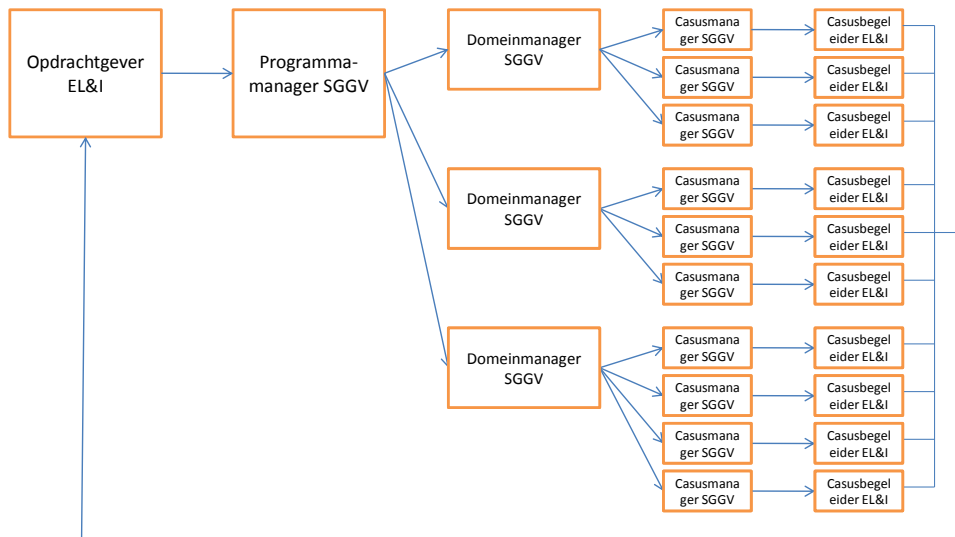 Opdrachtgever
EL&I
Programma-
manager SGGV
Domeinmanager
SGGV
Casusmana
ger SGGV
Casusbegel
eider EL&I
Casusmana
ger SGGV
Casusbegel
eider EL&I
Casusmana
ger SGGV
Casusbegel
eider EL&I
Domeinmanager
SGGV
Casusmana
ger SGGV
Casusbegel
eider EL&I
Casusmana
ger SGGV
Casusbegel
eider EL&I
Casusmana
ger SGGV
Casusbegel
eider EL&I
Domeinmanager
SGGV
Casusmana
ger SGGV
Casusbegel
eider EL&I
Casusmana
ger SGGV
Casusbegel
eider EL&I
Casusmana
ger SGGV
Casusbegel
eider EL&I
Casusmana
ger SGGV
Casusbegel
eider EL&I